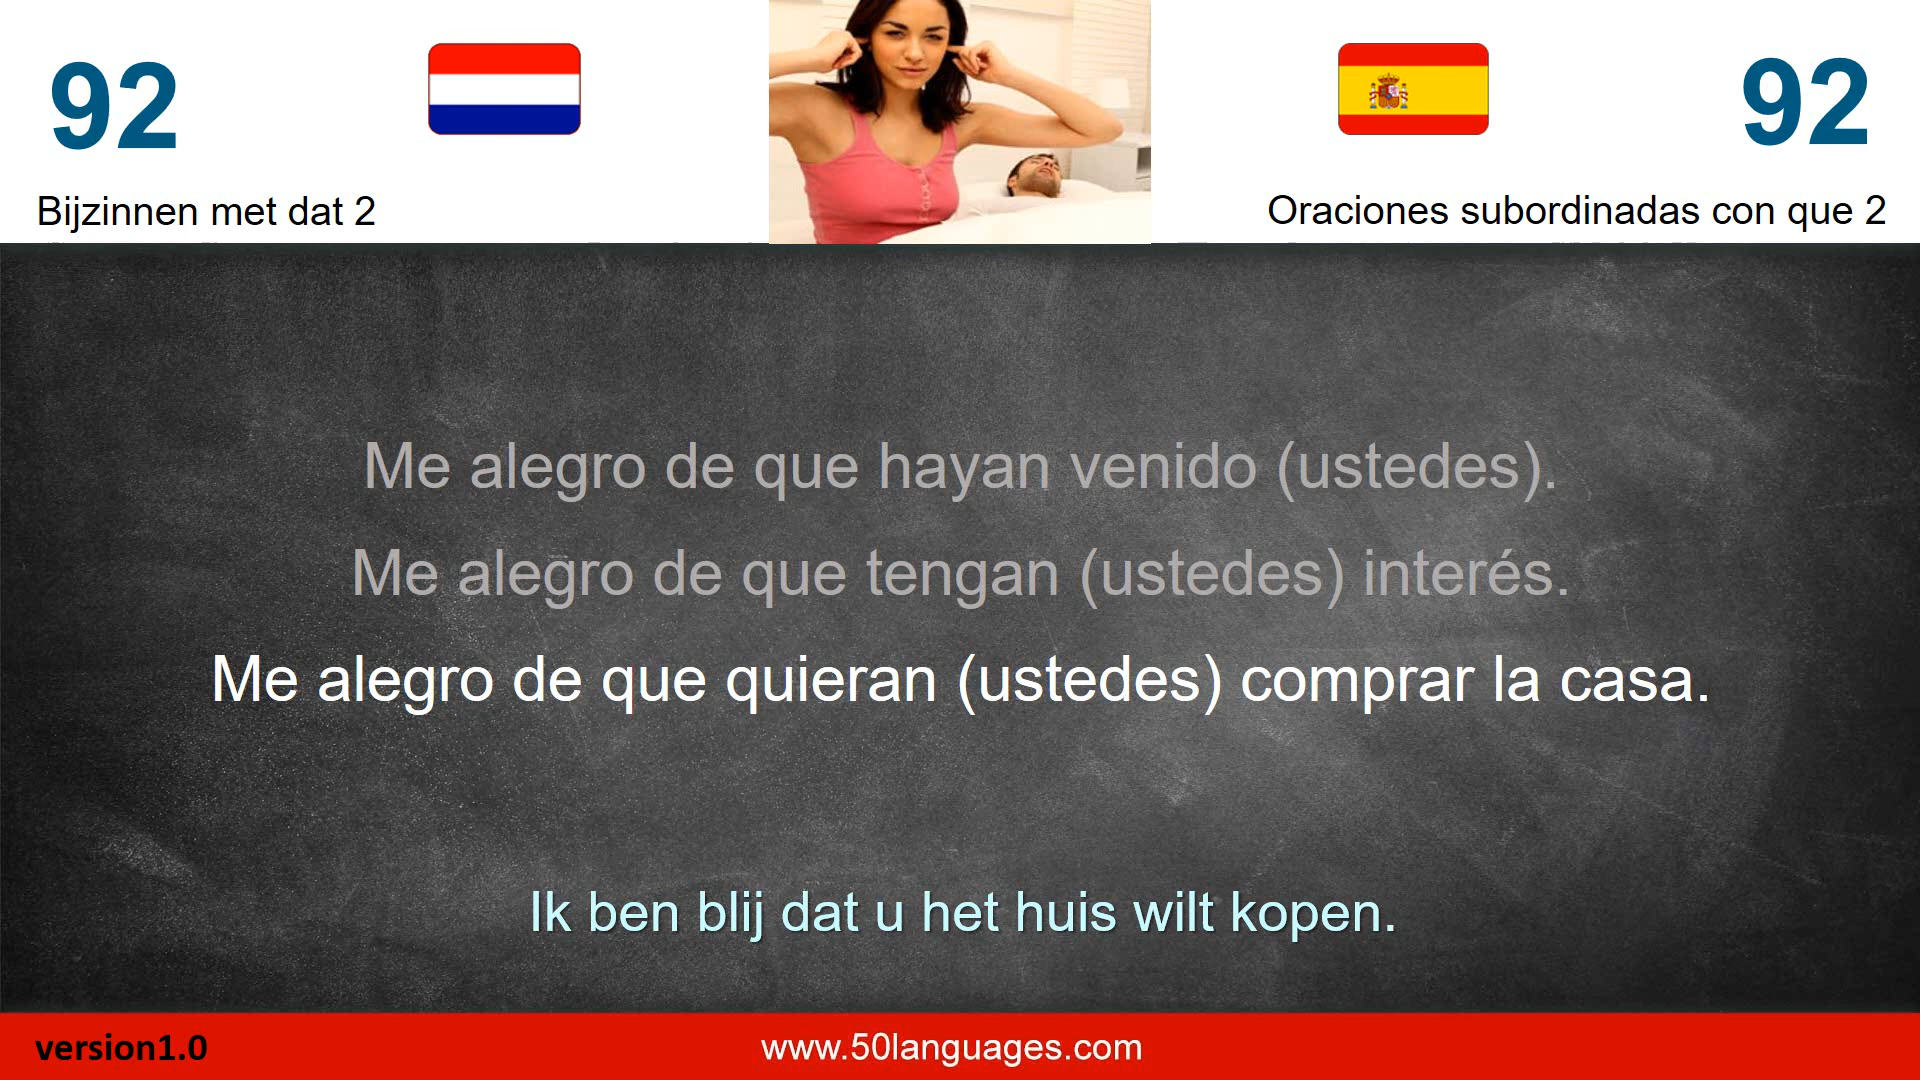 92
92
Bijzinnen met dat 2
Oraciones subordinadas con que 2
Me alegro de que hayan venido (ustedes).
Me alegro de que tengan (ustedes) interés.
Me alegro de que quieran (ustedes) comprar la casa.
Ik ben blij dat u het huis wilt kopen.
version1.0
www.50languages.com